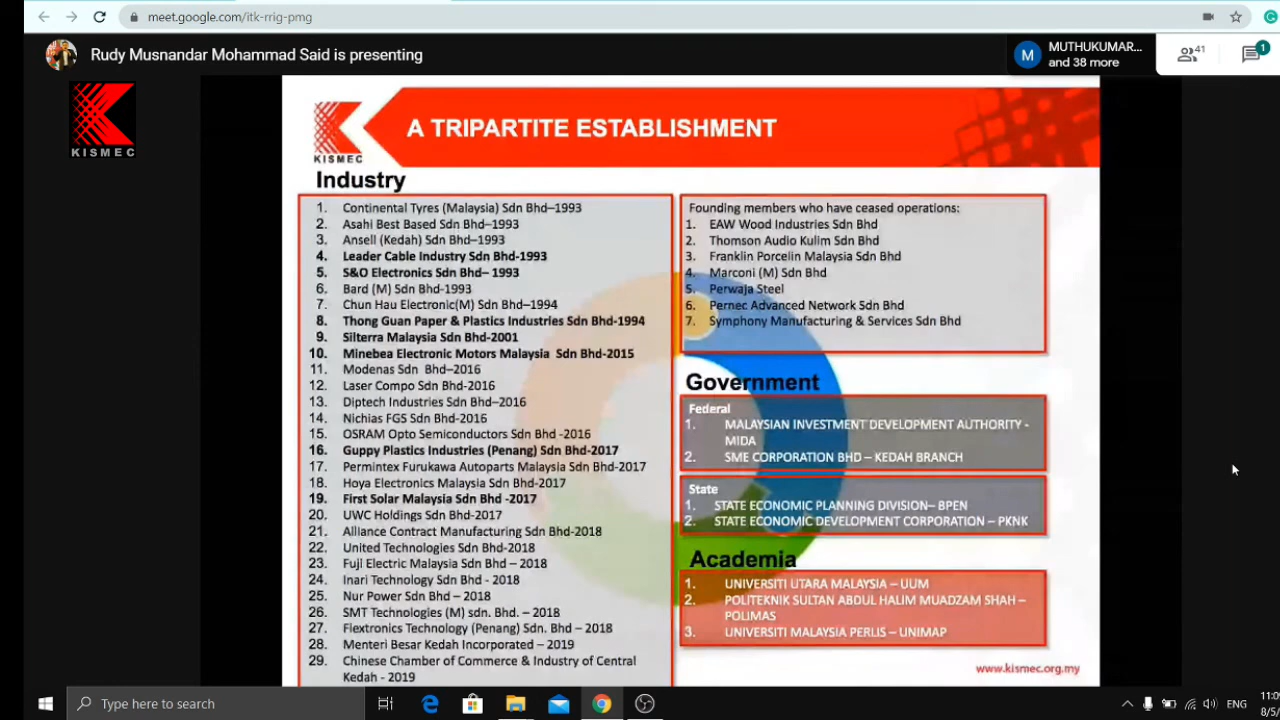 meet.google.com/itk-rrig-pmg
Rudy Musnandar Mohammad Said is presenting
M
MUTHUKUMAR...
and 38 more
41
1
KISMEC
KISMEC
A TRIPARTITE ESTABLISHMENT
Industry
1. Continental Tyres (Malaysia) Sdn Bhd–1993
2. Asahi Best Based Sdn Bhd–1993
3. Ansell (Kedah) Sdn Bhd–1993
4. Leader Cable Industry Sdn Bhd-1993
5. S&O Electronics Sdn Bhd– 1993
6. Bard (M) Sdn Bhd-1993
7. Chun Hau Electronic(M) Sdn Bhd–1994
8. Thong Guan Paper & Plastics Industries Sdn Bhd-1994
9. Silterra Malaysia Sdn Bhd-2001
10. Minebea Electronic Motors Malaysia Sdn Bhd-2015
11. Modenas Sdn Bhd–2016
12. Laser Compo Sdn Bhd-2016
13. Diptech Industries Sdn Bhd–2016
14. Nichias FGS Sdn Bhd-2016
15. OSRAM Opto Semiconductors Sdn Bhd -2016
16. Guppy Plastics Industries (Penang) Sdn Bhd-2017
17. Permintex Furukawa Autoparts Malaysia Sdn Bhd-2017
18. Hoya Electronics Malaysia Sdn Bhd-2017
19. First Solar Malaysia Sdn Bhd -2017
20. UWC Holdings Sdn Bhd-2017
21. Alliance Contract Manufacturing Sdn Bhd-2018
22. United Technologies Sdn Bhd-2018
23. Fuji Electric Malaysia Sdn Bhd – 2018
24. Inari Technology Sdn Bhd - 2018
25. Nur Power Sdn Bhd – 2018
26. SMT Technologies (M) sdn. Bhd. – 2018
27. Flextronics Technology (Penang) Sdn. Bhd – 2018
28. Menteri Besar Kedah Incorporated – 2019
29. Chinese Chamber of Commerce & Industry of Central
Kedah - 2019
Founding members who have ceased operations:
1. EAW Wood Industries Sdn Bhd
2. Thomson Audio Kulim Sdn Bhd
3. Franklin Porcelin Malaysia Sdn Bhd
4. Marconi (M) Sdn Bhd
5. Perwaja Steel
6. Pernec Advanced Network Sdn Bhd
7. Symphony Manufacturing & Services Sdn Bhd
Government
Federal
1. MALAYSIAN INVESTMENT DEVELOPMENT AUTHORITY -
MIDA
2. SME CORPORATION BHD – KEDAH BRANCH
State
1. STATE ECONOMIC PLANNING DIVISION– BPEN
2. STATE ECONOMIC DEVELOPMENT CORPORATION – PKNK
Academia
1. UNIVERSITI UTARA MALAYSIA – UUM
2. POLITEKNIK SULTAN ABDUL HALIM MUADZAM SHAH –
POLIMAS
3. UNIVERSITI MALAYSIA PERLIS – UNIMAP
www.kismec.org.my
Type here to search
ENG